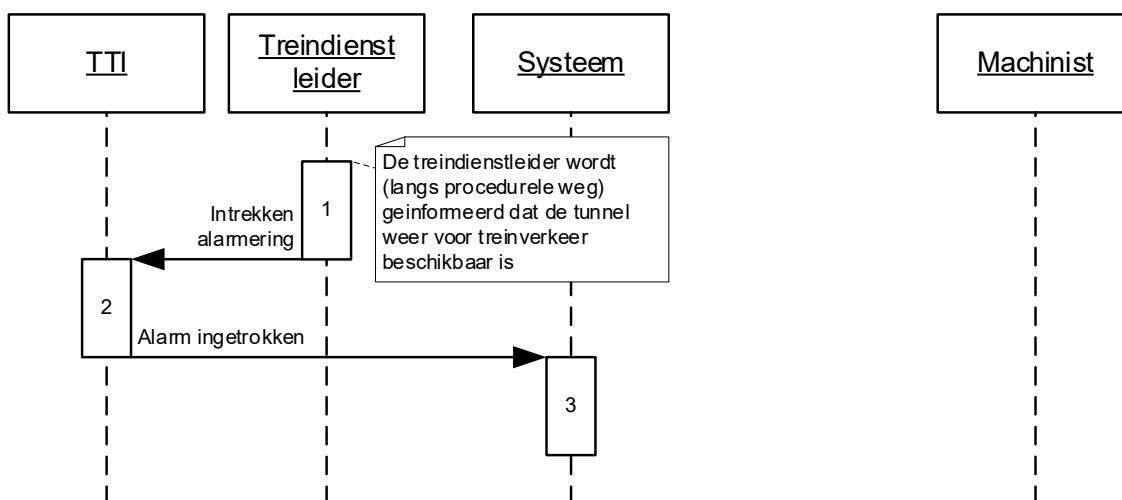 TTI
Treindienst
leider
Systeem
Machinist
De treindienstleider wordt
(langs procedurele weg)
geinformeerd dat de tunnel
weer voor treinverkeer
beschikbaar is
1
Intrekken
alarmering
2
Alarm ingetrokken
3